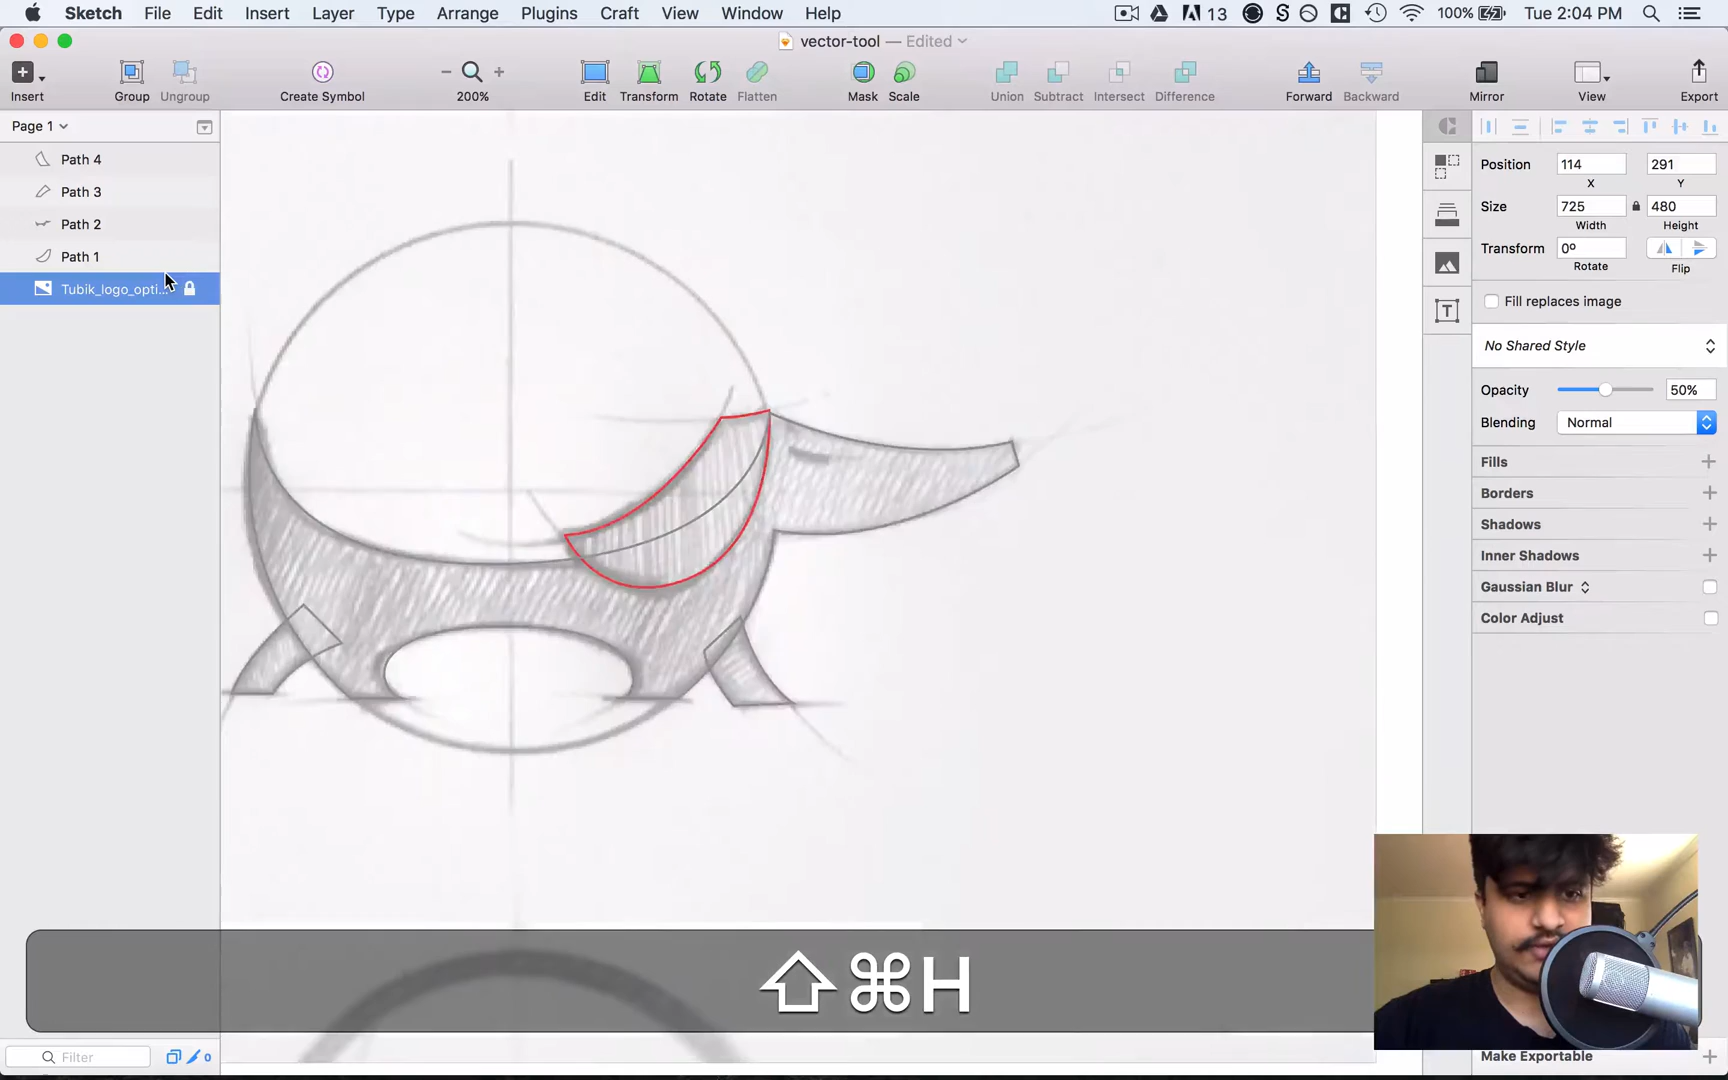 Sketch File Edit Insert Layer Type Arrange Plugins Craft View Window Help 13 100% Tue 2:04 PM
vector-tool — Edited
Insert Group Ungroup Create Symbol 200% Edit Transform Rotate Flatten Mask Scale Union Subtract Intersect Difference Forward Backward Mirror View Export
Page 1
Path 4
Path 3
Path 2
Path 1
Tubik_logo_opti...
Filter 0
Position 114 291
X Y
Size 725 480
Width Height
Transform 0º
Rotate Flip
Fill replaces image
No Shared Style
Opacity 50%
Blending Normal
Fills
Borders
Shadows
Inner Shadows
Gaussian Blur
Color Adjust
T
⇧⌘H
Make Exportable